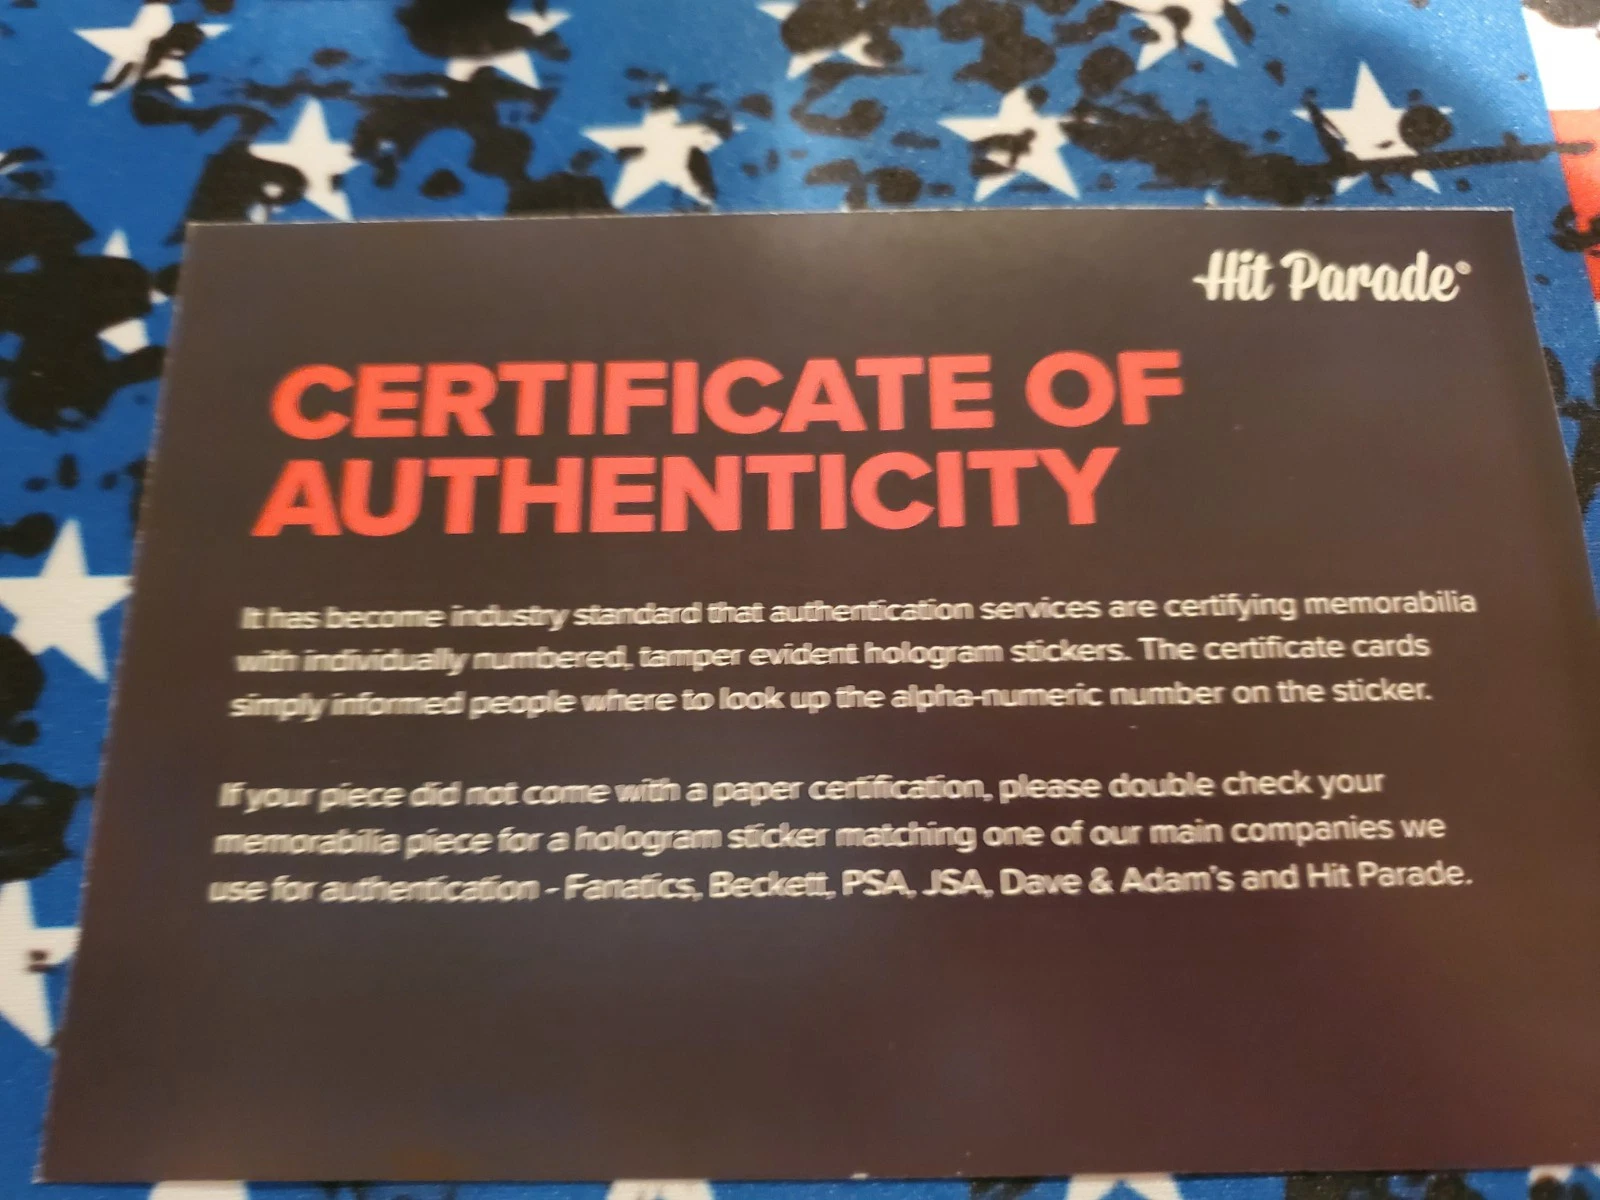 Hit Parade®
CERTIFICATE OF
AUTHENTICITY
It has become industry standard that authentication services are certifying memorabilia
with individually numbered, tamper evident hologram stickers. The certificate cards
simply informed people where to look up the alpha-numeric number on the sticker.
If your piece did not come with a paper certification, please double check your
memorabilia piece for a hologram sticker matching one of our main companies we
use for authentication - Fanatics, Beckett, PSA, JSA, Dave & Adam's and Hit Parade.